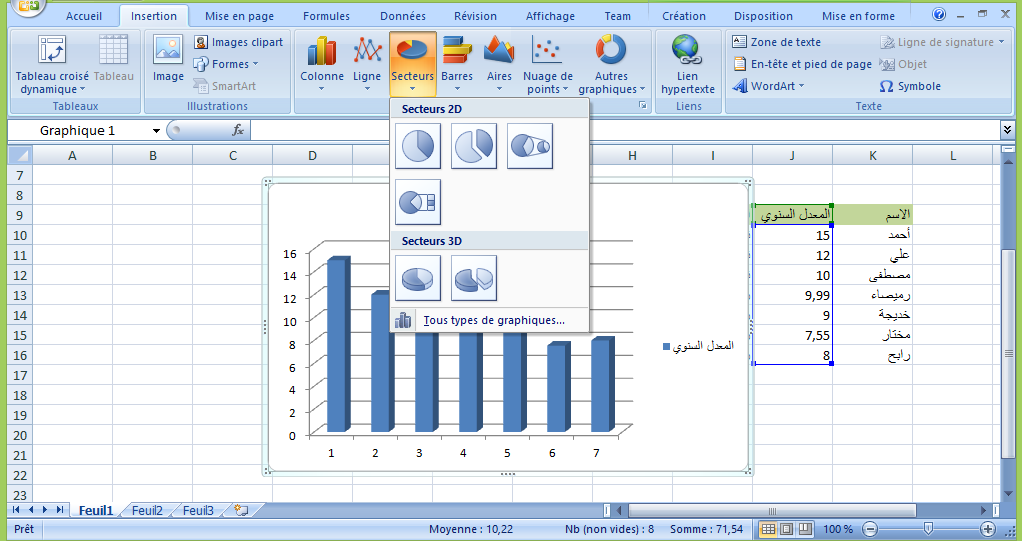 Accueil Insertion Mise en page Formules Données Révision Affichage Team Création Disposition Mise en forme
Tableau croisé dynamique
Tableau
Tableaux
Image
Images clipart
Formes
SmartArt
Illustrations
Colonne
Ligne
Secteurs
Barres
Aires
Nuage de points
Autres graphiques
Lien hypertexte
Liens
Zone de texte
En-tête et pied de page
WordArt
Ligne de signature
Objet
Symbole
Texte
Secteurs 2D
Secteurs 3D
Tous types de graphiques...
Graphique 1
fx
A B C D H I J K L
7
8
9 المعدل السنوي الاسم
10 15 أحمد
11 12 علي
12 10 مصطفى
13 9,99 رميصاء
14 9 خديجة
15 7,55 مختار
16 8 رابح
17
18
19
20
21
22
23
16
14
12
10
8
6
4
2
0
1 2 3 4 5 6 7
المعدل السنوي
Feuil1 Feuil2 Feuil3
Prêt Moyenne : 10,22 Nb (non vides) : 8 Somme : 71,54 100 %